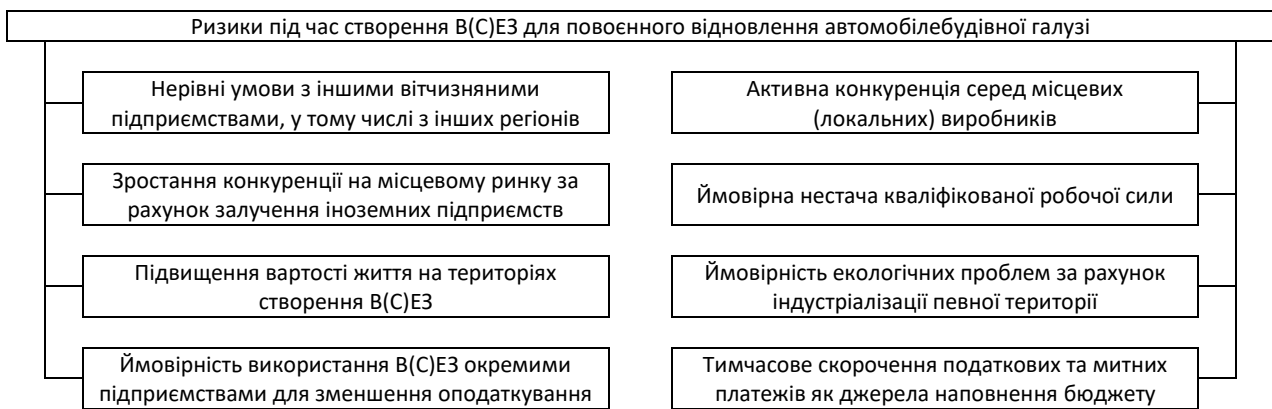 Ризики під час створення В(С)ЕЗ для повоєнного відновлення автомобілебудівної галузі
Нерівні умови з іншими вітчизняними
підприємствами, у тому числі з інших регіонів
Зростання конкуренції на місцевому ринку за
рахунок залучення іноземних підприємств
Підвищення вартості життя на територіях
створення В(С)ЕЗ
Ймовірність використання В(С)ЕЗ окремими
підприємствами для зменшення оподаткування
Активна конкуренція серед місцевих
(локальних) виробників
Ймовірна нестача кваліфікованої робочої сили
Ймовірність екологічних проблем за рахунок
індустріалізації певної території
Тимчасове скорочення податкових та митних
платежів як джерела наповнення бюджету